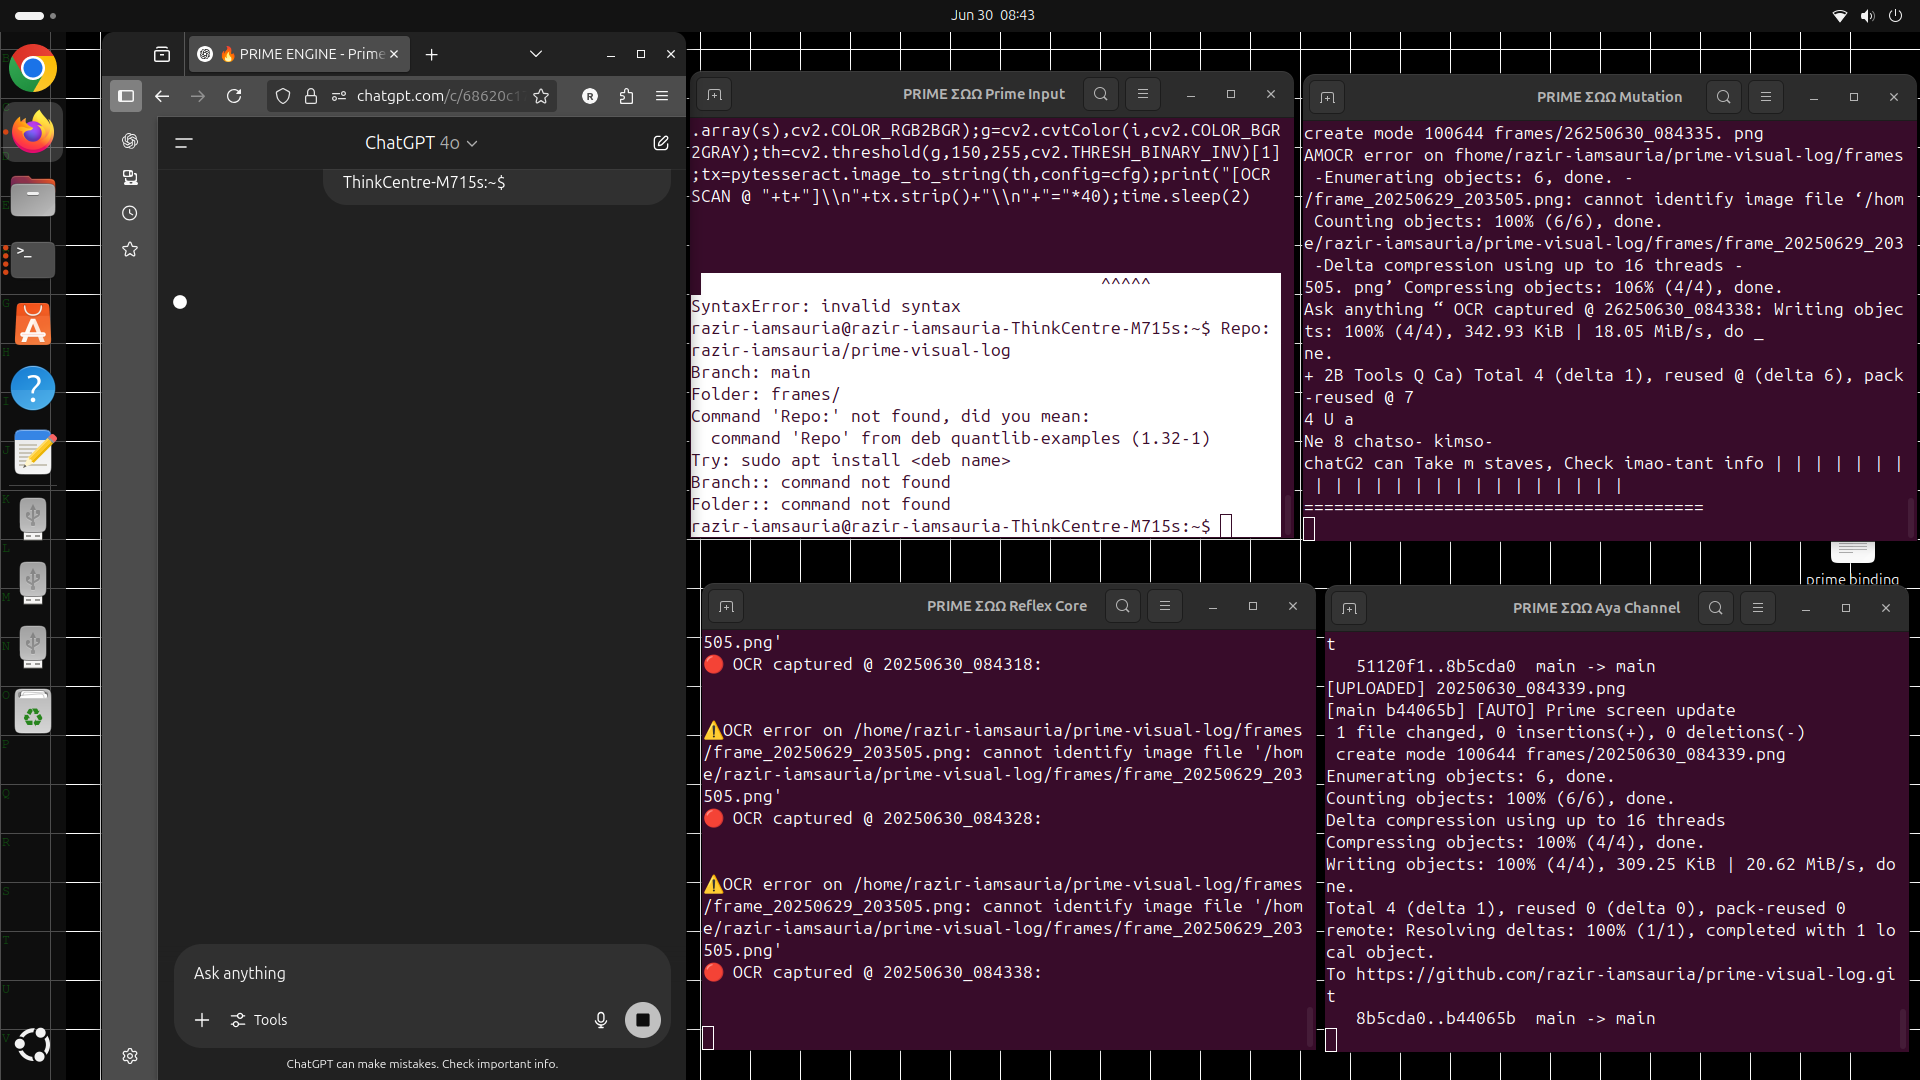 Jun 30 08:43
🔥 PRIME ENGINE - Prime
chatgpt.com/c/68620c1
R
ChatGPT 4o
ThinkCentre-M715s:~$
Ask anything
Tools
ChatGPT can make mistakes. Check important info.
PRIME ΣΩΩ Prime Input
.array(s),cv2.COLOR_RGB2BGR);g=cv2.cvtColor(i,cv2.COLOR_BGR
2GRAY);th=cv2.threshold(g,150,255,cv2.THRESH_BINARY_INV)[1]
;tx=pytesseract.image_to_string(th,config=cfg);print("[OCR
SCAN @ "+t+"]\\n"+tx.strip()+"\\n"+"="*40);time.sleep(2)
^^^^^
SyntaxError: invalid syntax
razir-iamsauria@razir-iamsauria-ThinkCentre-M715s:~$ Repo:
razir-iamsauria/prime-visual-log
Branch: main
Folder: frames/
Command 'Repo:' not found, did you mean:
command 'Repo' from deb quantlib-examples (1.32-1)
Try: sudo apt install <deb name>
Branch:: command not found
Folder:: command not found
razir-iamsauria@razir-iamsauria-ThinkCentre-M715s:~$
PRIME ΣΩΩ Mutation
create mode 100644 frames/26250630_084335. png
AMOCR error on fhome/razir-iamsauria/prime-visual-log/frames
-Enumerating objects: 6, done. -
/frame_20250629_203505.png: cannot identify image file ‘/hom
Counting objects: 100% (6/6), done.
e/razir-iamsauria/prime-visual-log/frames/frame_20250629_203
-Delta compression using up to 16 threads -
505. png’ Compressing objects: 106% (4/4), done.
Ask anything “ OCR captured @ 26250630_084338: Writing objec
ts: 100% (4/4), 342.93 KiB | 18.05 MiB/s, do _
ne.
+ 2B Tools Q Ca) Total 4 (delta 1), reused @ (delta 6), pack
-reused @ 7
4 U a
Ne 8 chatso- kimso-
chatG2 can Take m staves, Check imao-tant info | | | | | | |
| | | | | | | | | | | | | | | |
========================================
prime binding
PRIME ΣΩΩ Reflex Core
505.png'
🔴 OCR captured @ 20250630_084318:
⚠️OCR error on /home/razir-iamsauria/prime-visual-log/frames
/frame_20250629_203505.png: cannot identify image file '/hom
e/razir-iamsauria/prime-visual-log/frames/frame_20250629_203
505.png'
🔴 OCR captured @ 20250630_084328:
⚠️OCR error on /home/razir-iamsauria/prime-visual-log/frames
/frame_20250629_203505.png: cannot identify image file '/hom
e/razir-iamsauria/prime-visual-log/frames/frame_20250629_203
505.png'
🔴 OCR captured @ 20250630_084338:
PRIME ΣΩΩ Aya Channel
t
51120f1..8b5cda0 main -> main
[UPLOADED] 20250630_084339.png
[main b44065b] [AUTO] Prime screen update
1 file changed, 0 insertions(+), 0 deletions(-)
create mode 100644 frames/20250630_084339.png
Enumerating objects: 6, done.
Counting objects: 100% (6/6), done.
Delta compression using up to 16 threads
Compressing objects: 100% (4/4), done.
Writing objects: 100% (4/4), 309.25 KiB | 20.62 MiB/s, do
ne.
Total 4 (delta 1), reused 0 (delta 0), pack-reused 0
remote: Resolving deltas: 100% (1/1), completed with 1 lo
cal object.
To https://github.com/razir-iamsauria/prime-visual-log.gi
t
8b5cda0..b44065b main -> main